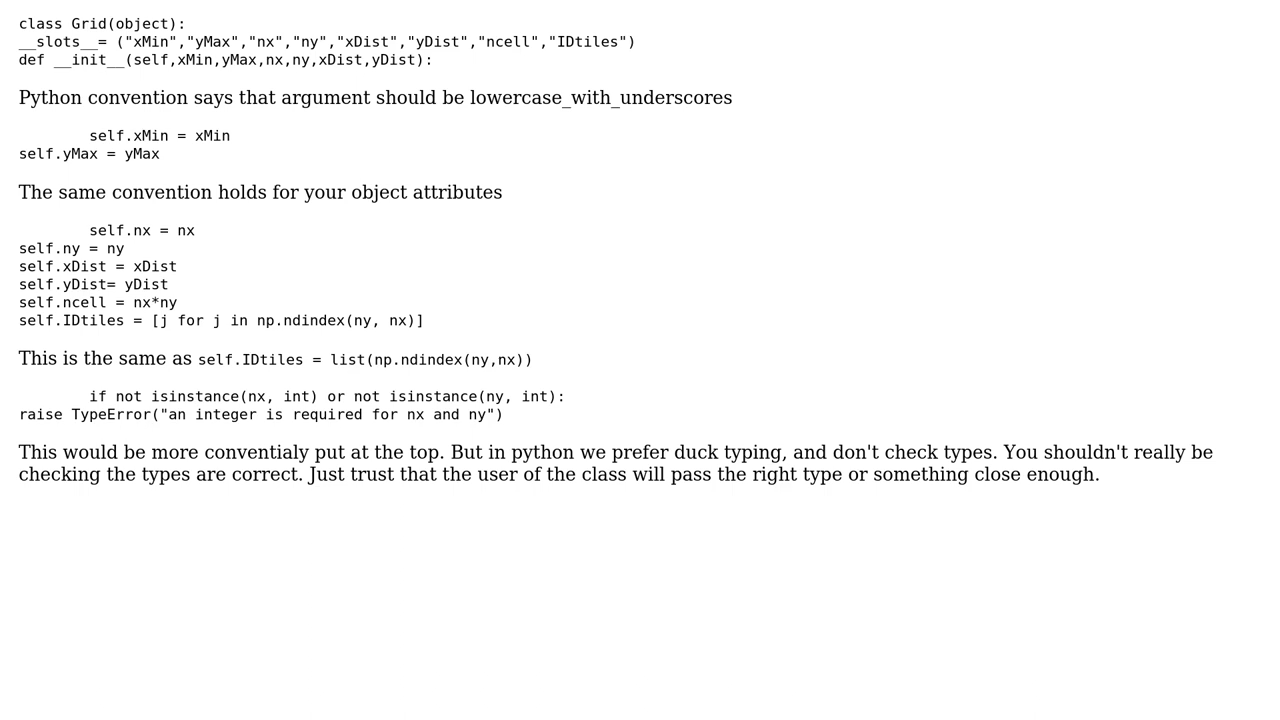 class Grid(object):
__slots__= ("xMin","yMax","nx","ny","xDist","yDist","ncell","IDtiles")
def __init__(self,xMin,yMax,nx,ny,xDist,yDist):
Python convention says that argument should be lowercase_with_underscores
self.xMin = xMin
self.yMax = yMax
The same convention holds for your object attributes
self.nx = nx
self.ny = ny
self.xDist = xDist
self.yDist= yDist
self.ncell = nx*ny
self.IDtiles = [j for j in np.ndindex(ny, nx)]
This is the same as self.IDtiles = list(np.ndindex(ny,nx))
if not isinstance(nx, int) or not isinstance(ny, int):
raise TypeError("an integer is required for nx and ny")
This would be more conventialy put at the top. But in python we prefer duck typing, and don't check types. You shouldn't really be
checking the types are correct. Just trust that the user of the class will pass the right type or something close enough.